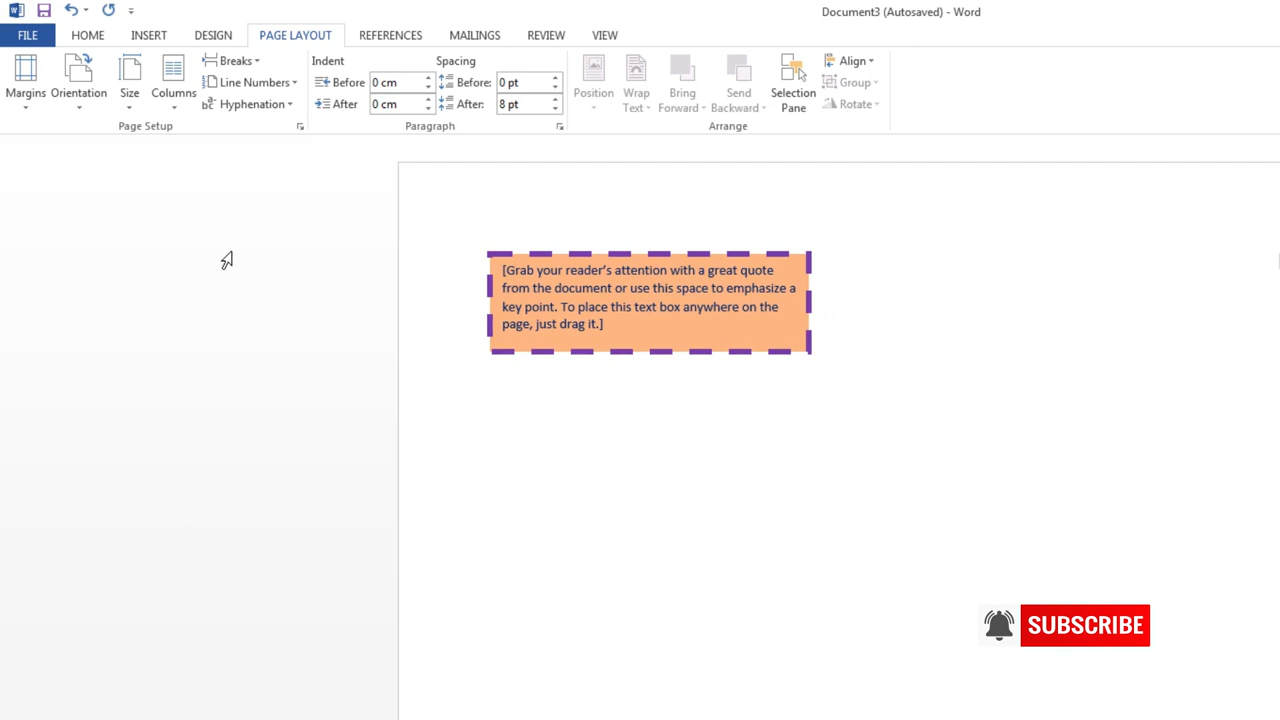 Document3 (Autosaved) - Word
FILE HOME INSERT DESIGN PAGE LAYOUT REFERENCES MAILINGS REVIEW VIEW
Margins
Orientation
Size
Columns
Breaks
Line Numbers
Hyphenation
Page Setup
Indent
Before 0 cm
After 0 cm
Spacing
Before: 0 pt
After: 8 pt
Paragraph
Position
Wrap
Text
Bring
Forward
Send
Backward
Selection
Pane
Align
Group
Rotate
Arrange
[Grab your reader's attention with a great quote
from the document or use this space to emphasize a
key point. To place this text box anywhere on the
page, just drag it.]
SUBSCRIBE